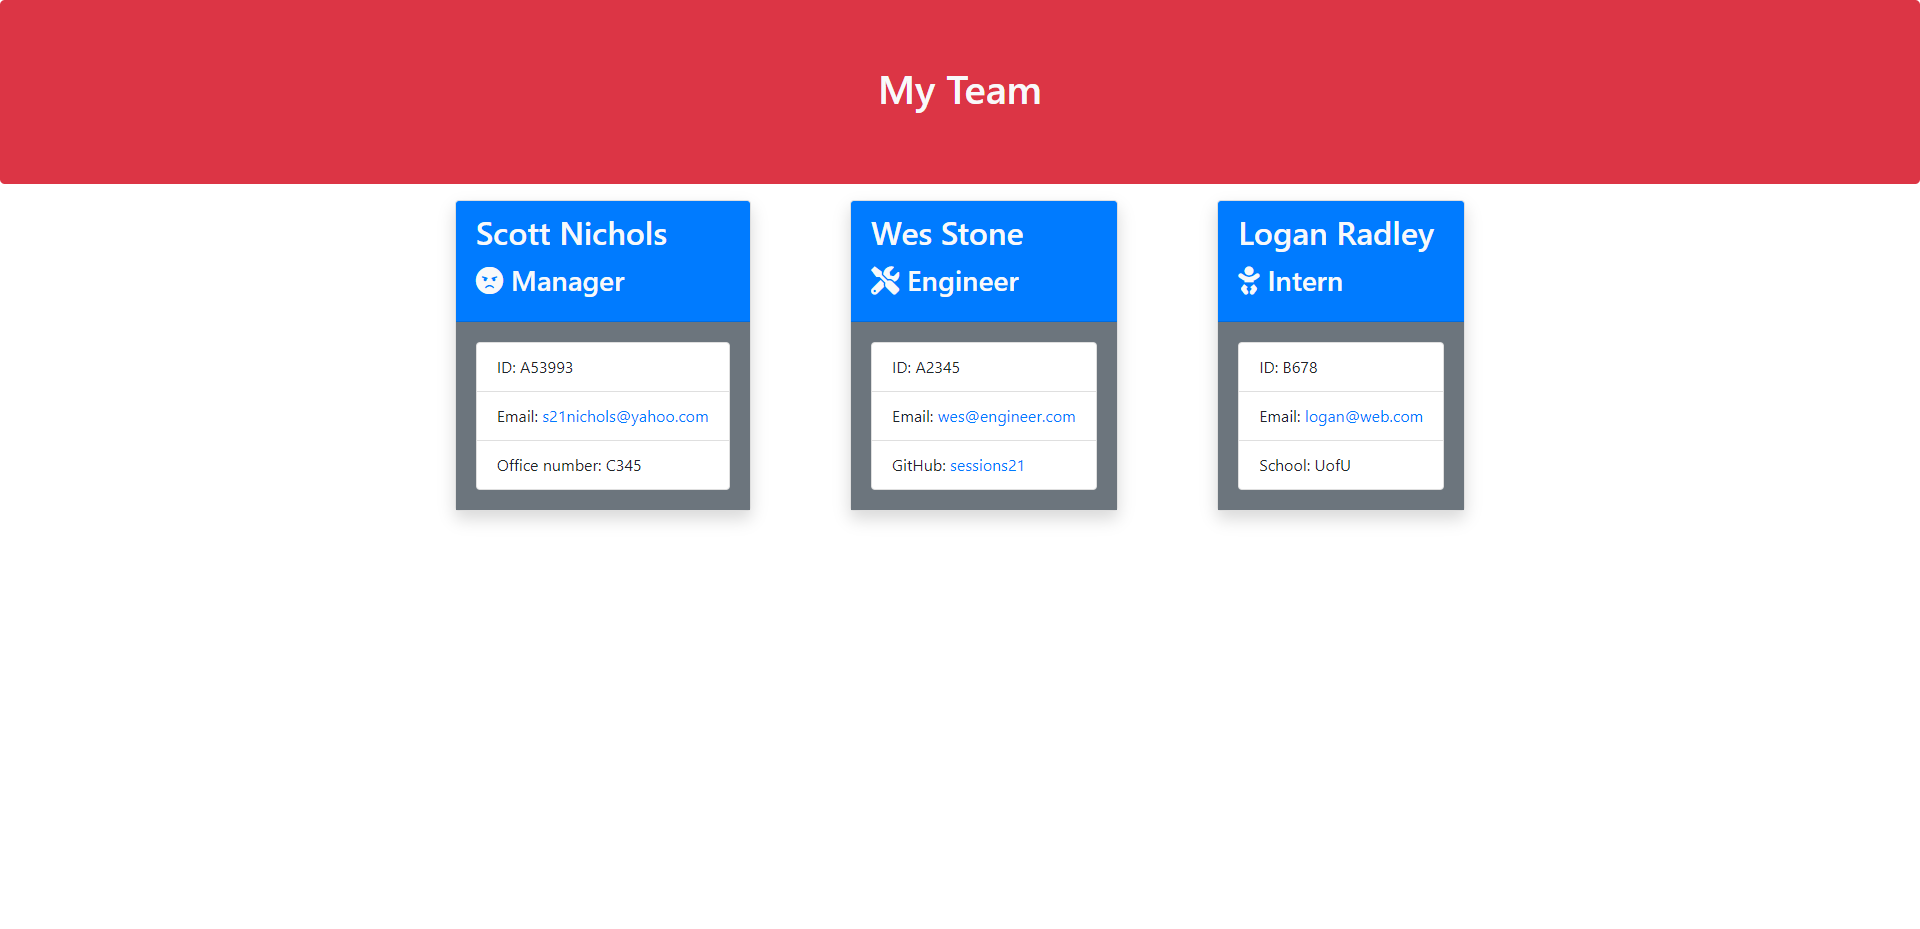 My Team
Scott Nichols
Manager
ID: A53993
Email: s21nichols@yahoo.com
Office number: C345
Wes Stone
Engineer
ID: A2345
Email: wes@engineer.com
GitHub: sessions21
Logan Radley
Intern
ID: B678
Email: logan@web.com
School: UofU